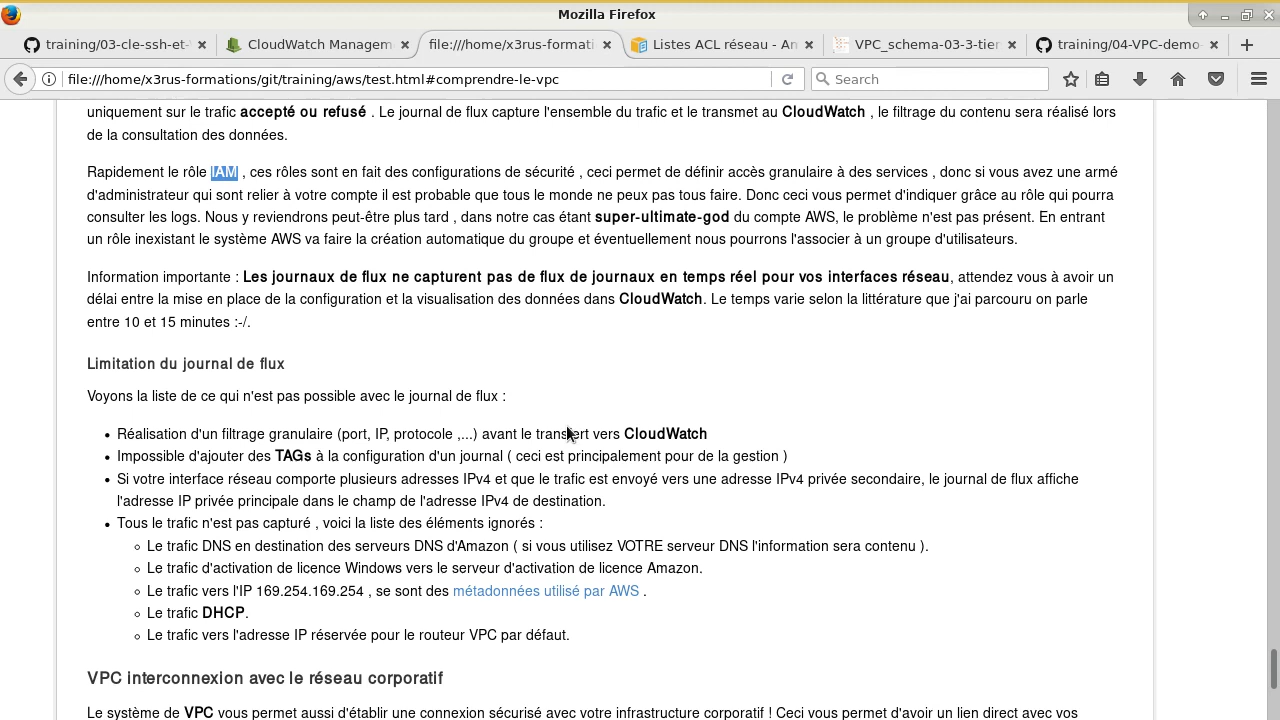 Mozilla Firefox
training/03-cle-ssh-et- CloudWatch Managem file:///home/x3rus-formati Listes ACL réseau - An VPC_schema-03-3-tier training/04-VPC-demo-
file:///home/x3rus-formations/git/training/aws/test.html#comprendre-le-vpc Search
uniquement sur le trafic accepté ou refusé . Le journal de flux capture l'ensemble du trafic et le transmet au CloudWatch , le filtrage du contenu sera réalisé lors
de la consultation des données.
Rapidement le rôle IAM , ces rôles sont en fait des configurations de sécurité , ceci permet de définir accès granulaire à des services , donc si vous avez une armé
d'administrateur qui sont relier à votre compte il est probable que tous le monde ne peux pas tous faire. Donc ceci vous permet d'indiquer grâce au rôle qui pourra
consulter les logs. Nous y reviendrons peut-être plus tard , dans notre cas étant super-ultimate-god du compte AWS, le problème n'est pas présent. En entrant
un rôle inexistant le système AWS va faire la création automatique du groupe et éventuellement nous pourrons l'associer à un groupe d'utilisateurs.
Information importante : Les journaux de flux ne capturent pas de flux de journaux en temps réel pour vos interfaces réseau, attendez vous à avoir un
délai entre la mise en place de la configuration et la visualisation des données dans CloudWatch. Le temps varie selon la littérature que j'ai parcouru on parle
entre 10 et 15 minutes :-/.
Limitation du journal de flux
Voyons la liste de ce qui n'est pas possible avec le journal de flux :
• Réalisation d'un filtrage granulaire (port, IP, protocole ,...) avant le transfert vers CloudWatch
• Impossible d'ajouter des TAGs à la configuration d'un journal ( ceci est principalement pour de la gestion )
• Si votre interface réseau comporte plusieurs adresses IPv4 et que le trafic est envoyé vers une adresse IPv4 privée secondaire, le journal de flux affiche
l'adresse IP privée principale dans le champ de l'adresse IPv4 de destination.
• Tous le trafic n'est pas capturé , voici la liste des éléments ignorés :
◦ Le trafic DNS en destination des serveurs DNS d'Amazon ( si vous utilisez VOTRE serveur DNS l'information sera contenu ).
◦ Le trafic d'activation de licence Windows vers le serveur d'activation de licence Amazon.
◦ Le trafic vers l'IP 169.254.169.254 , se sont des métadonnées utilisé par AWS .
◦ Le trafic DHCP.
◦ Le trafic vers l'adresse IP réservée pour le routeur VPC par défaut.
VPC interconnexion avec le réseau corporatif
Le système de VPC vous permet aussi d'établir une connexion sécurisé avec votre infrastructure corporatif ! Ceci vous permet d'avoir un lien direct avec vos